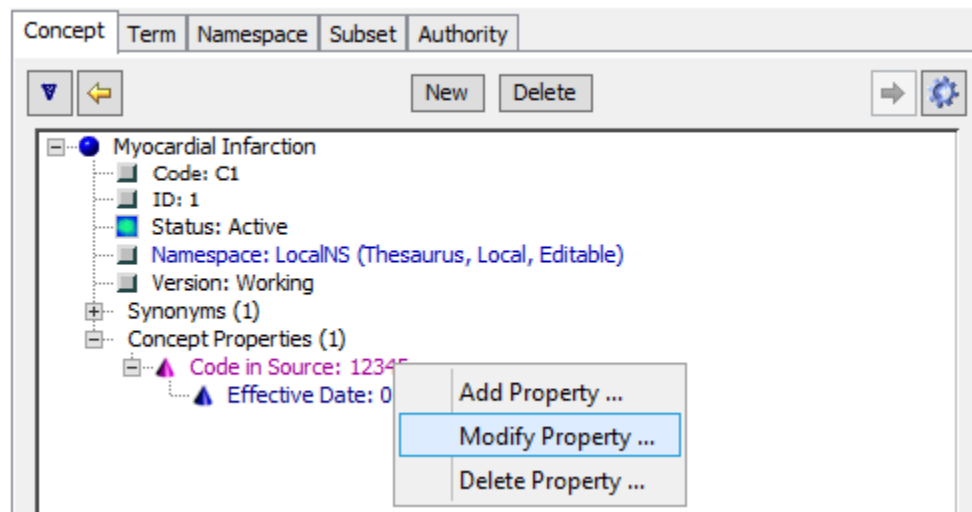 Concept Term Namespace Subset Authority
New Delete
Myocardial Infarction
Code: C1
ID: 1
Status: Active
Namespace: LocalNS (Thesaurus, Local, Editable)
Version: Working
Synonyms (1)
Concept Properties (1)
Code in Source: 12345
Effective Date: 0
Add Property ...
Modify Property ...
Delete Property ...